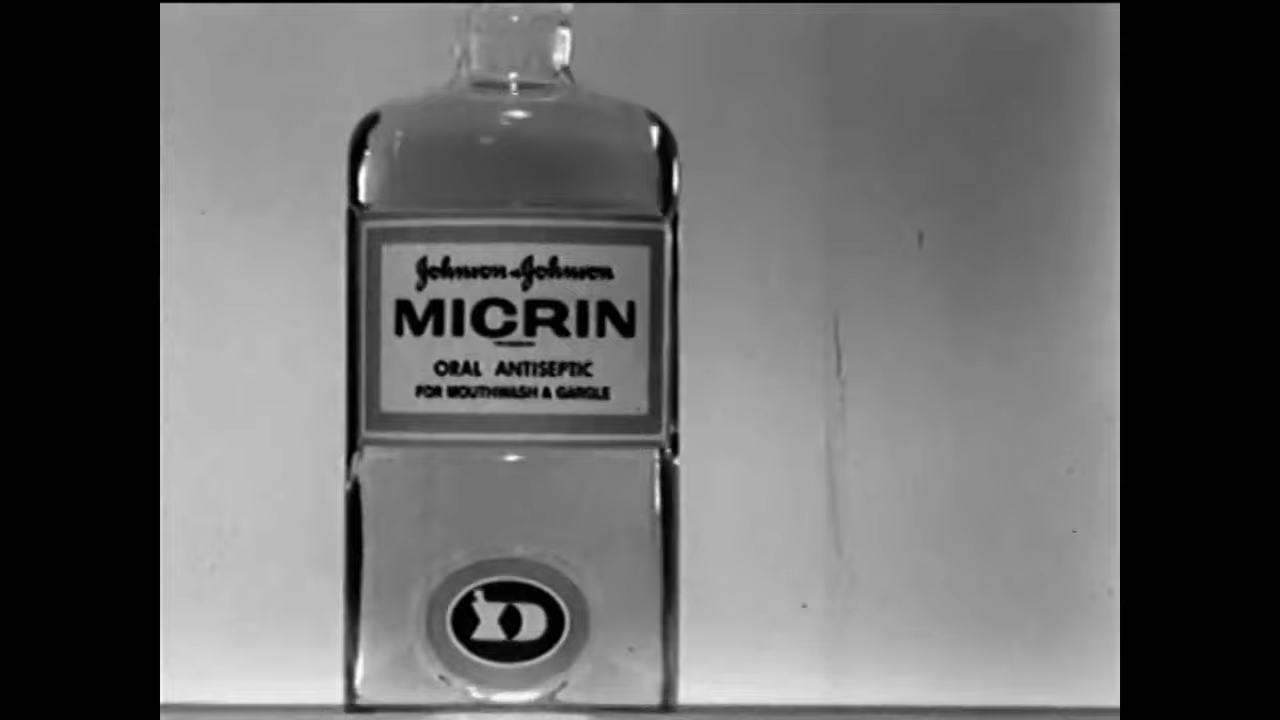 Johnson & Johnson
MICRIN
ORAL ANTISEPTIC
FOR MOUTHWASH & GARGLE